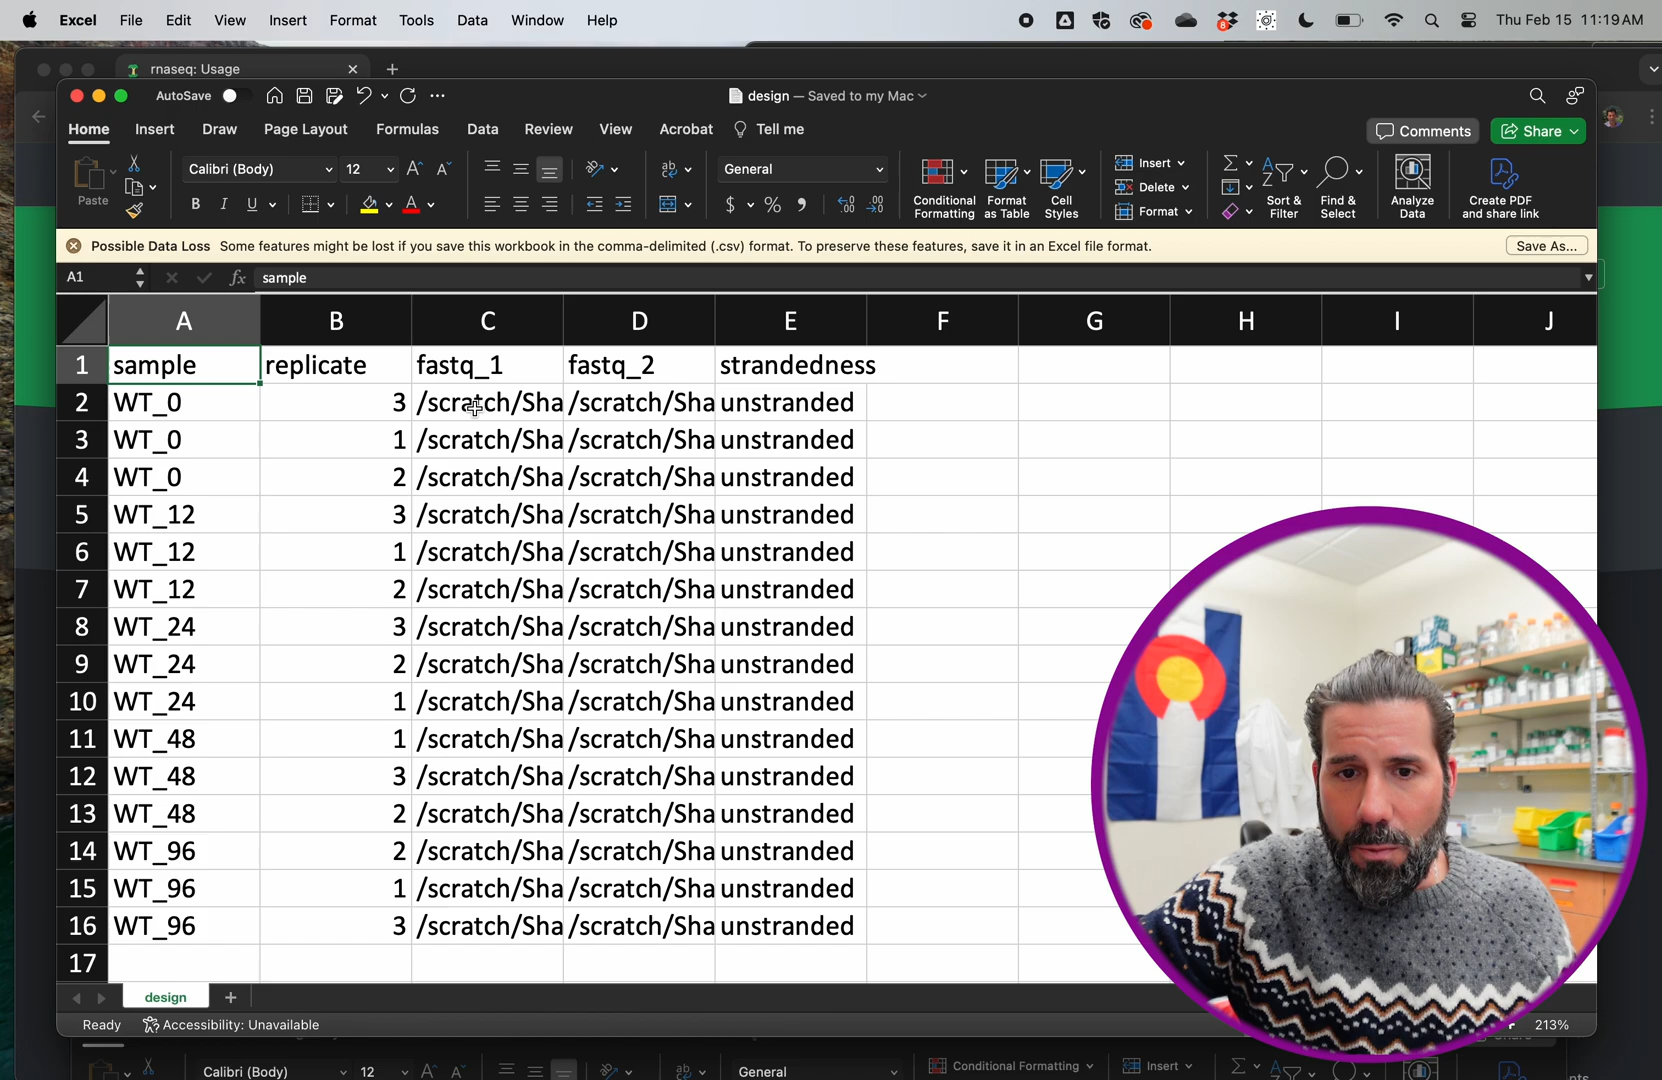 Excel File Edit View Insert Format Tools Data Window Help 8 Thu Feb 15 11:19 AM
rnaseq: Usage
AutoSave design — Saved to my Mac
Home Insert Draw Page Layout Formulas Data Review View Acrobat Tell me Comments Share
Paste Calibri (Body) 12 General Conditional Formatting Format as Table Cell Styles Insert Delete Format Sort & Filter Find & Select Analyze Data Create PDF and share link
Possible Data Loss Some features might be lost if you save this workbook in the comma-delimited (.csv) format. To preserve these features, save it in an Excel file format. Save As...
A1 fx sample
A B C D E F G H I J
1 sample replicate fastq_1 fastq_2 strandedness
2 WT_0 3 /scratch/Sha /scratch/Sha unstranded
3 WT_0 1 /scratch/Sha /scratch/Sha unstranded
4 WT_0 2 /scratch/Sha /scratch/Sha unstranded
5 WT_12 3 /scratch/Sha /scratch/Sha unstranded
6 WT_12 1 /scratch/Sha /scratch/Sha unstranded
7 WT_12 2 /scratch/Sha /scratch/Sha unstranded
8 WT_24 3 /scratch/Sha /scratch/Sha unstranded
9 WT_24 2 /scratch/Sha /scratch/Sha unstranded
10 WT_24 1 /scratch/Sha /scratch/Sha unstranded
11 WT_48 1 /scratch/Sha /scratch/Sha unstranded
12 WT_48 3 /scratch/Sha /scratch/Sha unstranded
13 WT_48 2 /scratch/Sha /scratch/Sha unstranded
14 WT_96 2 /scratch/Sha /scratch/Sha unstranded
15 WT_96 1 /scratch/Sha /scratch/Sha unstranded
16 WT_96 3 /scratch/Sha /scratch/Sha unstranded
17
design
Ready Accessibility: Unavailable 213%
Calibri (Body) 12 General Conditional Formatting Insert